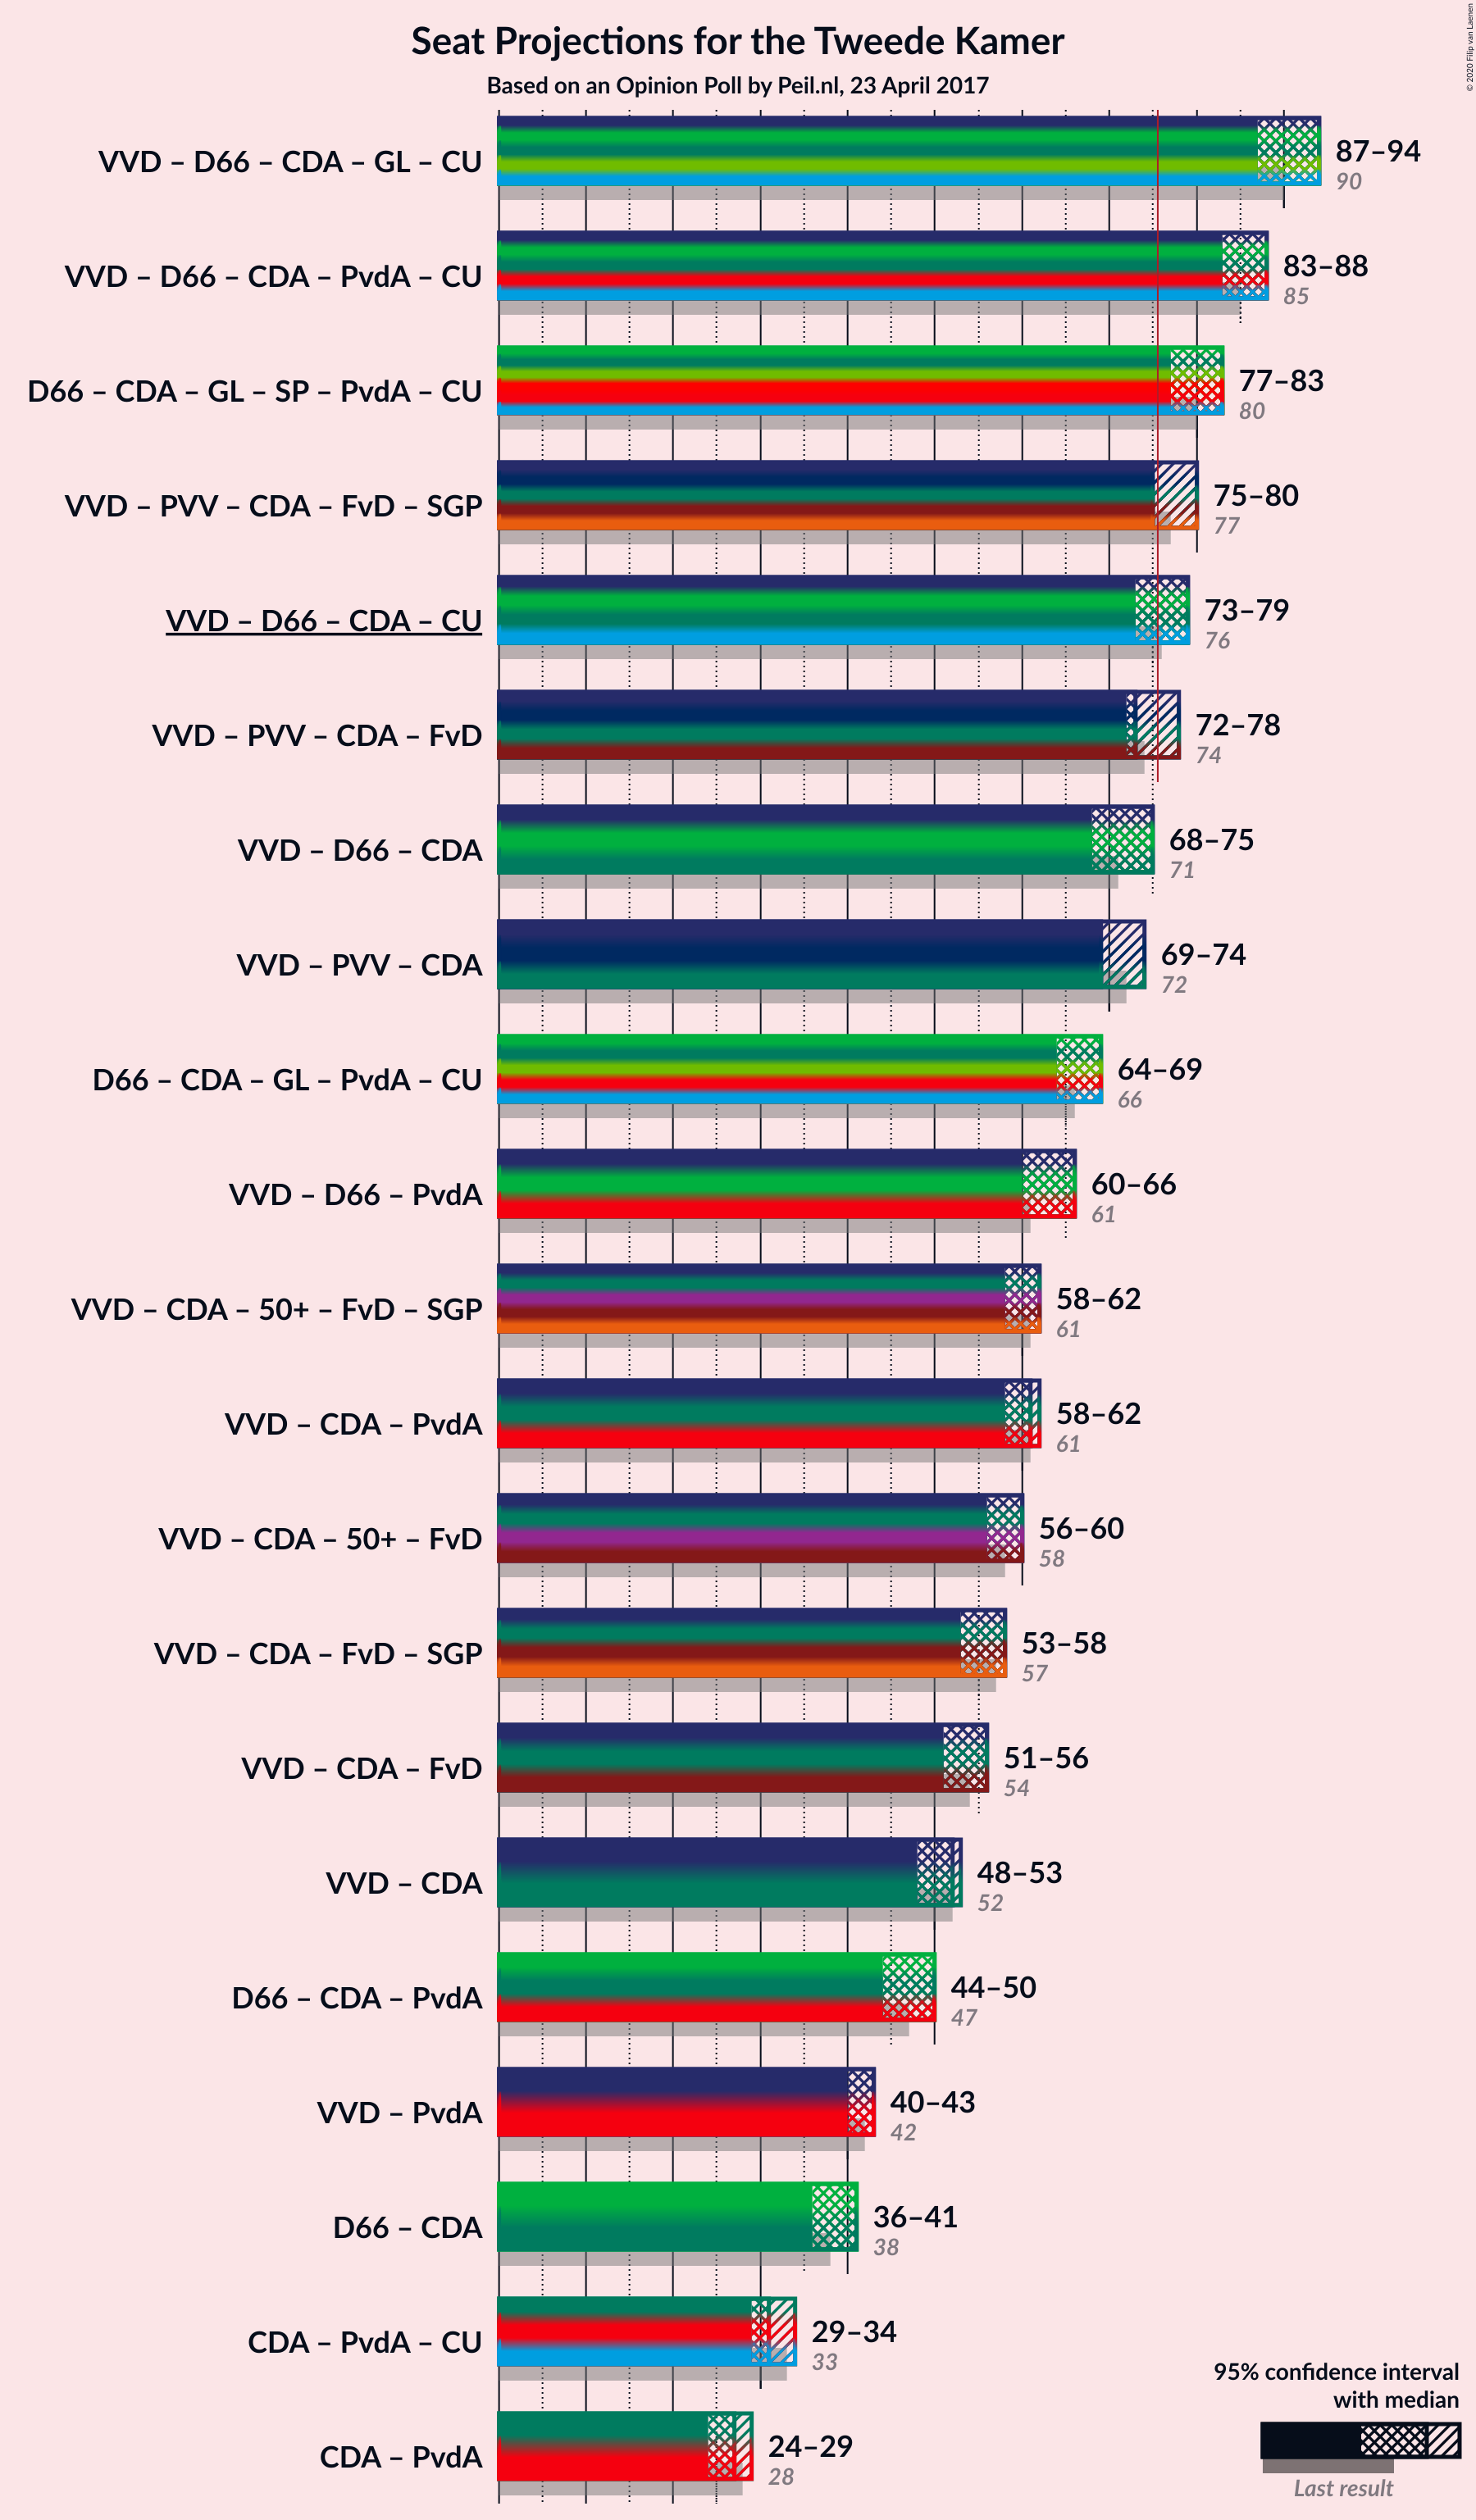 Seat Projections for the Tweede Kamer
Based on an Opinion Poll by Peil.nl, 23 April 2017
© 2020 Filip van Laenen
VVD – D66 – CDA – GL – CU
87–94
90
VVD – D66 – CDA – PvdA – CU
83–88
85
D66 – CDA – GL – SP – PvdA – CU
77–83
80
VVD – PVV – CDA – FvD – SGP
75–80
77
VVD – D66 – CDA – CU
73–79
76
VVD – PVV – CDA – FvD
72–78
74
VVD – D66 – CDA
68–75
71
VVD – PVV – CDA
69–74
72
D66 – CDA – GL – PvdA – CU
64–69
66
VVD – D66 – PvdA
60–66
61
VVD – CDA – 50+ – FvD – SGP
58–62
61
VVD – CDA – PvdA
58–62
61
VVD – CDA – 50+ – FvD
56–60
58
VVD – CDA – FvD – SGP
53–58
57
VVD – CDA – FvD
51–56
54
VVD – CDA
48–53
52
D66 – CDA – PvdA
44–50
47
VVD – PvdA
40–43
42
D66 – CDA
36–41
38
CDA – PvdA – CU
29–34
33
CDA – PvdA
24–29
28
95% confidence interval
with median
Last result